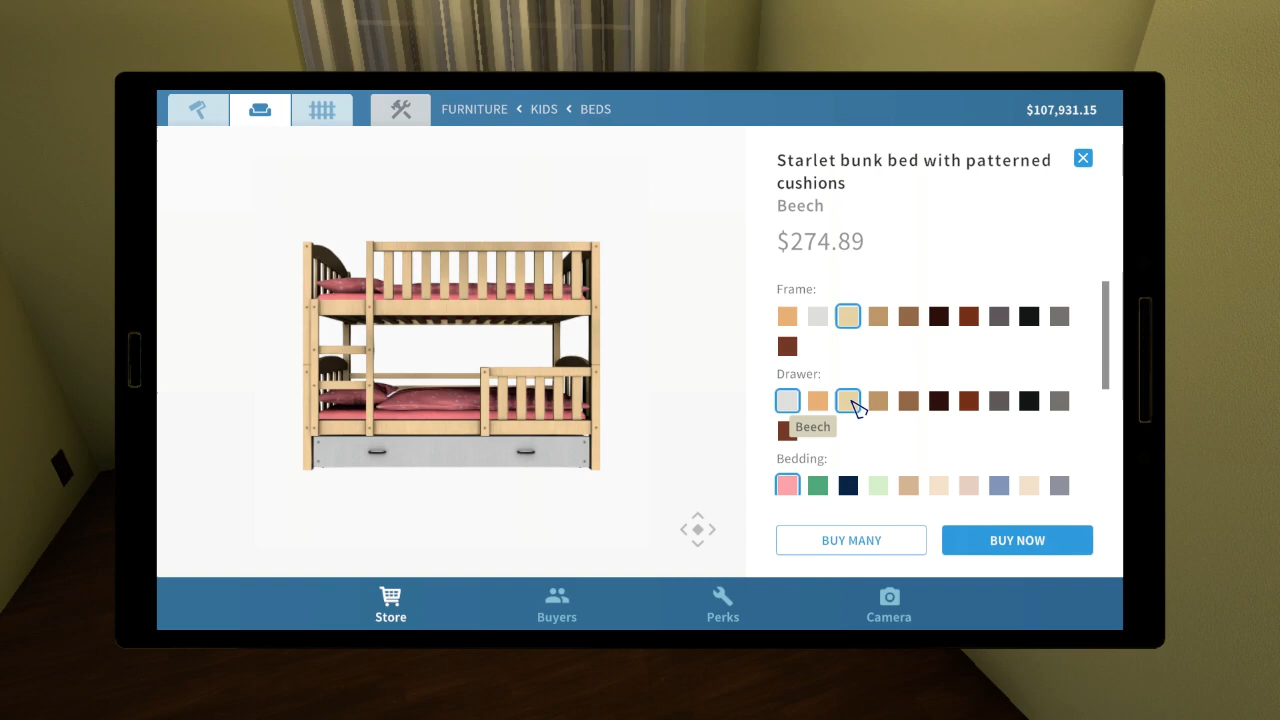 FURNITURE < KIDS < BEDS
$107,931.15
Starlet bunk bed with patterned
cushions
Beech
$274.89
Frame:
Drawer:
Beech
Bedding:
BUY MANY
BUY NOW
Store
Buyers
Perks
Camera